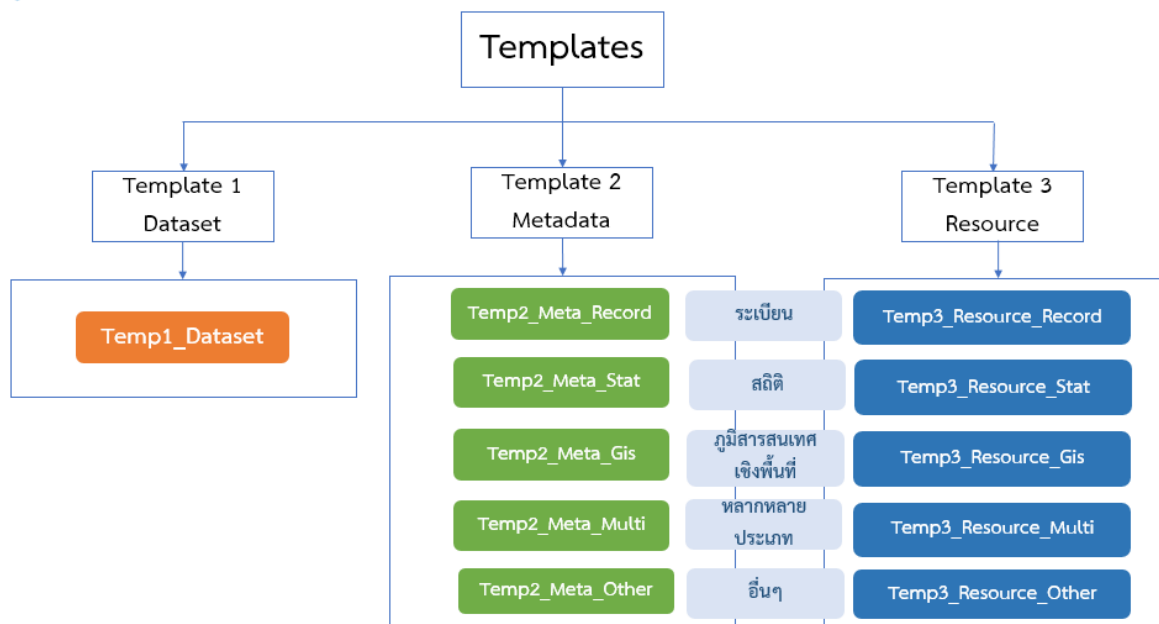 Templates
Template 1
Dataset
Template 2
Metadata
Template 3
Resource
Temp1_Dataset
Temp2_Meta_Record
ระเบียน
Temp3_Resource_Record
Temp2_Meta_Stat
สถิติ
Temp3_Resource_Stat
Temp2_Meta_Gis
ภูมิสารสนเทศ
เชิงพื้นที่
Temp3_Resource_Gis
Temp2_Meta_Multi
หลากหลาย
ประเภท
Temp3_Resource_Multi
Temp2_Meta_Other
อื่นๆ
Temp3_Resource_Other